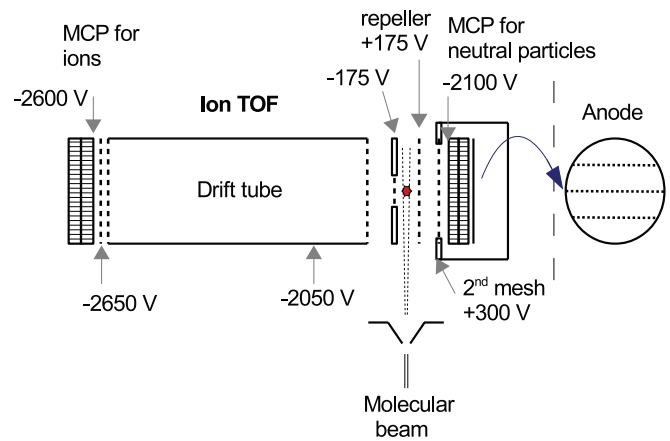 MCP for
ions
-2600 V
Ion TOF
repeller
+175 V
-175 V
MCP for
neutral particles
-2100 V
Anode
Drift tube
-2650 V
-2050 V
2nd mesh
+300 V
Molecular
beam